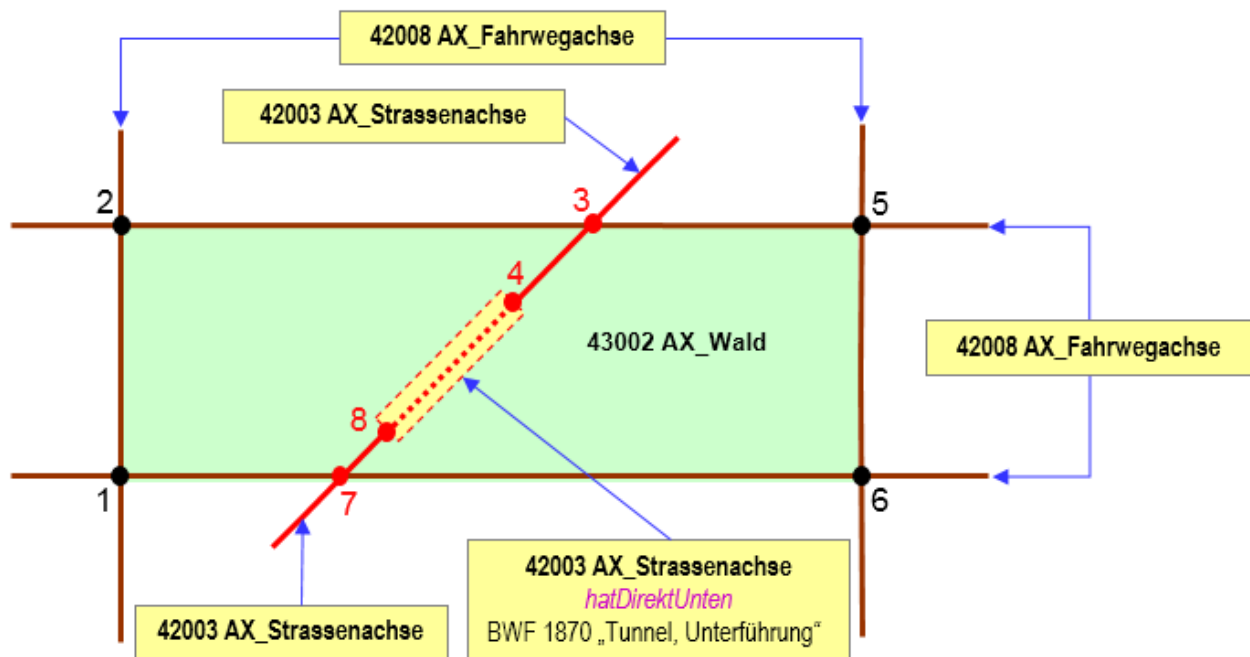 42008 AX_Fahrwegachse
42003 AX_Strassenachse
2
3
5
4
43002 AX_Wald
42008 AX_Fahrwegachse
8
1
7
6
42003 AX_Strassenachse
hatDirektUnten
BWF 1870 „Tunnel, Unterführung“
42003 AX_Strassenachse